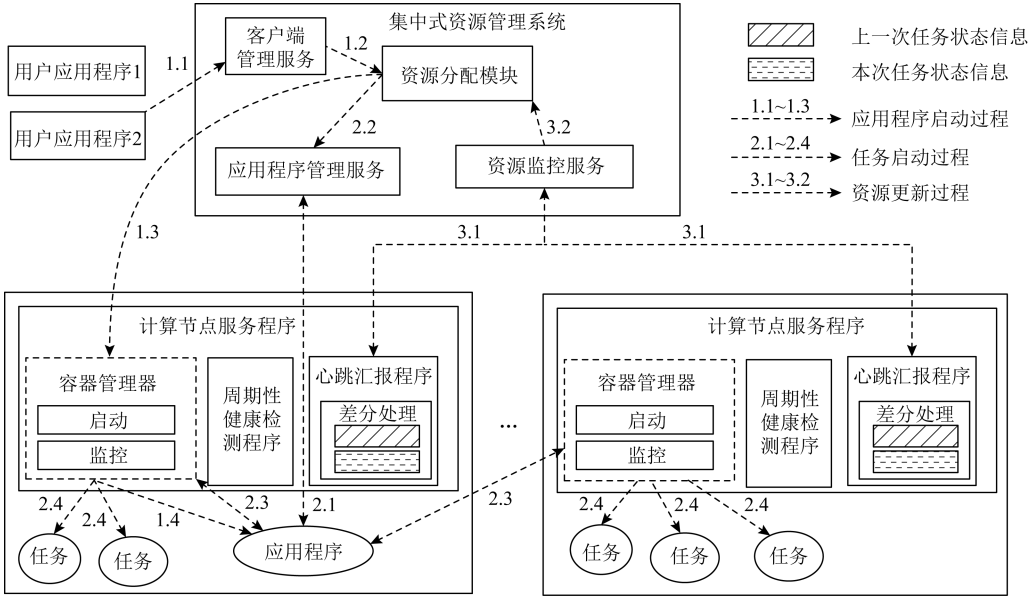 集中式资源管理系统
用户应用程序1
用户应用程序2
1.1
客户端
管理服务
1.2
资源分配模块
2.2
3.2
应用程序管理服务
资源监控服务
上一次任务状态信息
本次任务状态信息
1.1~1.3
应用程序启动过程
2.1~2.4
任务启动过程
3.1~3.2
资源更新过程
1.3
3.1
3.1
计算节点服务程序
容器管理器
启动
监控
周期性
健康检
测程序
心跳汇报程序
差分处理
...
计算节点服务程序
容器管理器
启动
监控
周期性
健康检
测程序
心跳汇报程序
差分处理
2.4
2.4
1.4
2.3
2.1
2.3
2.4
2.4
2.4
任务
任务
应用程序
任务
任务
任务